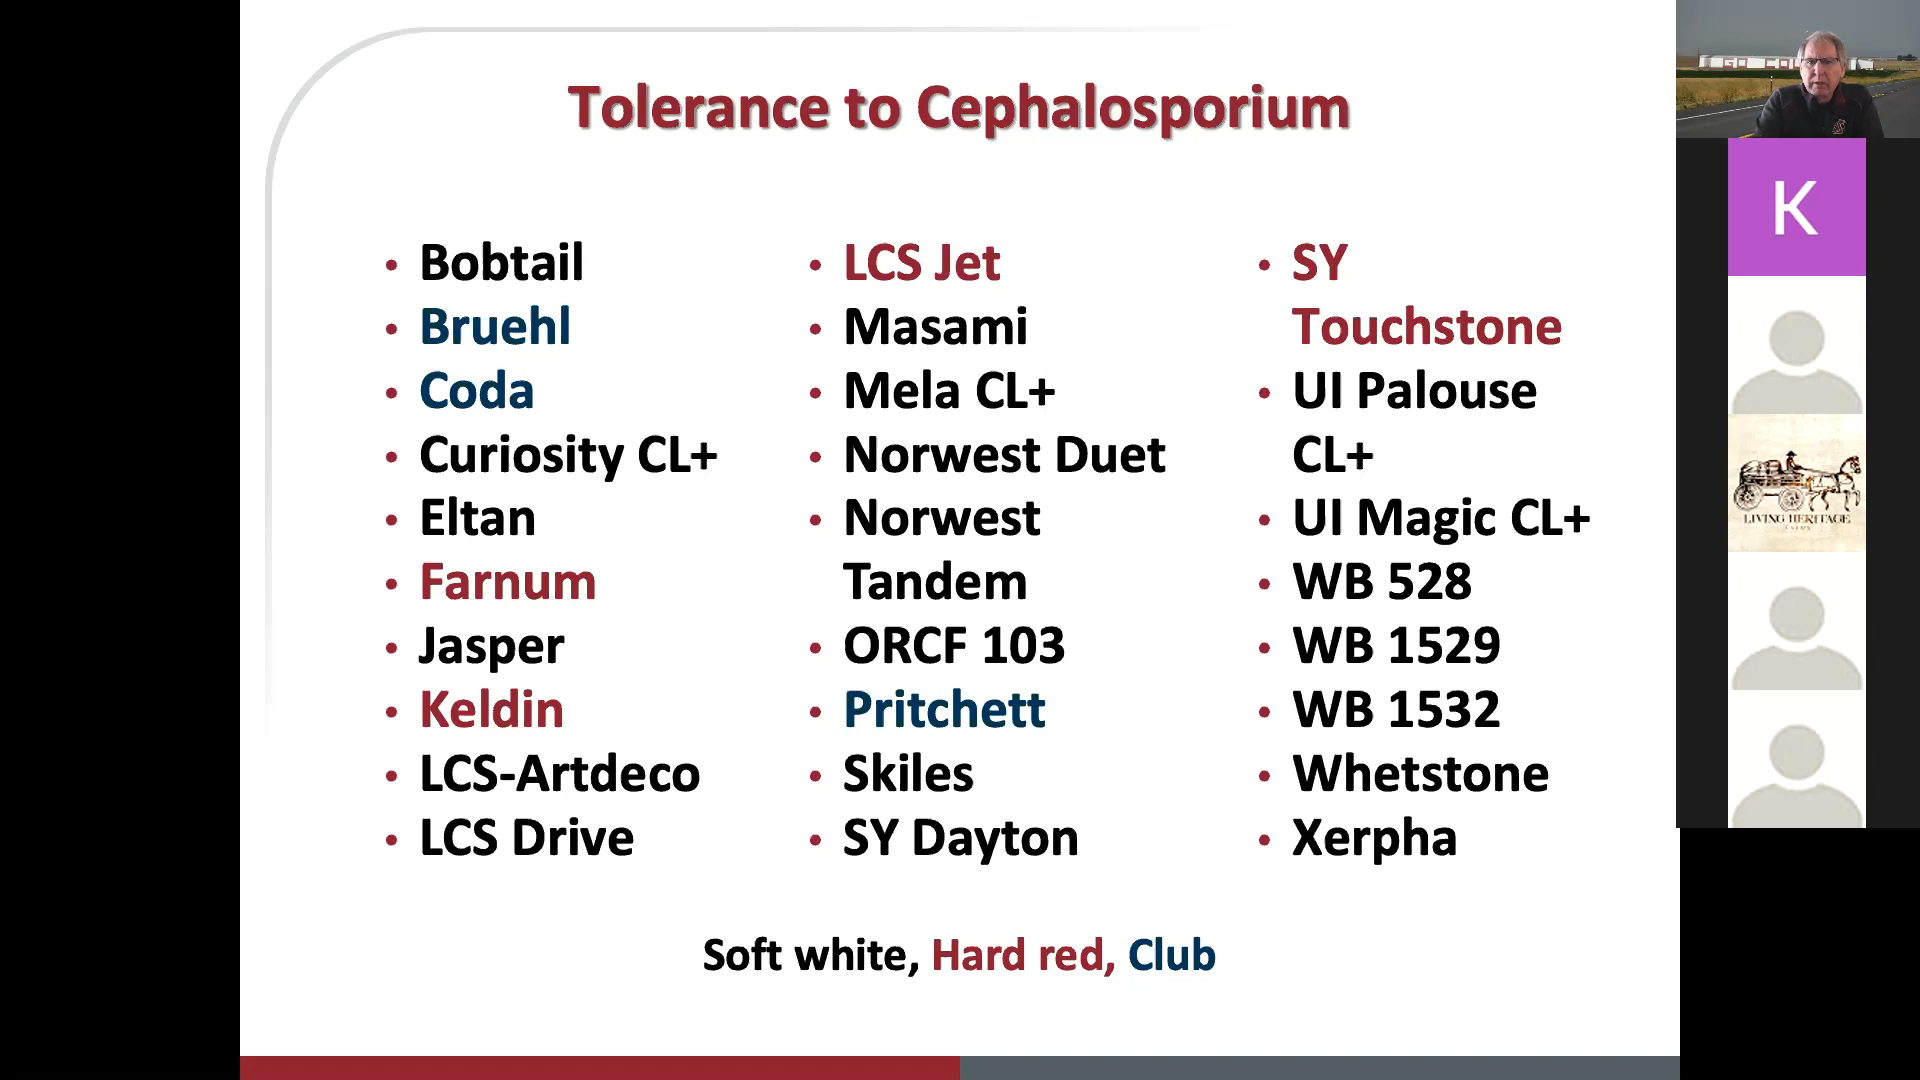 Tolerance to Cephalosporium
• Bobtail
• Bruehl
• Coda
• Curiosity CL+
• Eltan
• Farnum
• Jasper
• Keldin
• LCS-Artdeco
• LCS Drive
• LCS Jet
• Masami
• Mela CL+
• Norwest Duet
• Norwest
Tandem
• ORCF 103
• Pritchett
• Skiles
• SY Dayton
• SY
Touchstone
• UI Palouse
CL+
• UI Magic CL+
• WB 528
• WB 1529
• WB 1532
• Whetstone
• Xerpha
Soft white, Hard red, Club
K
LIVING HERITAGE